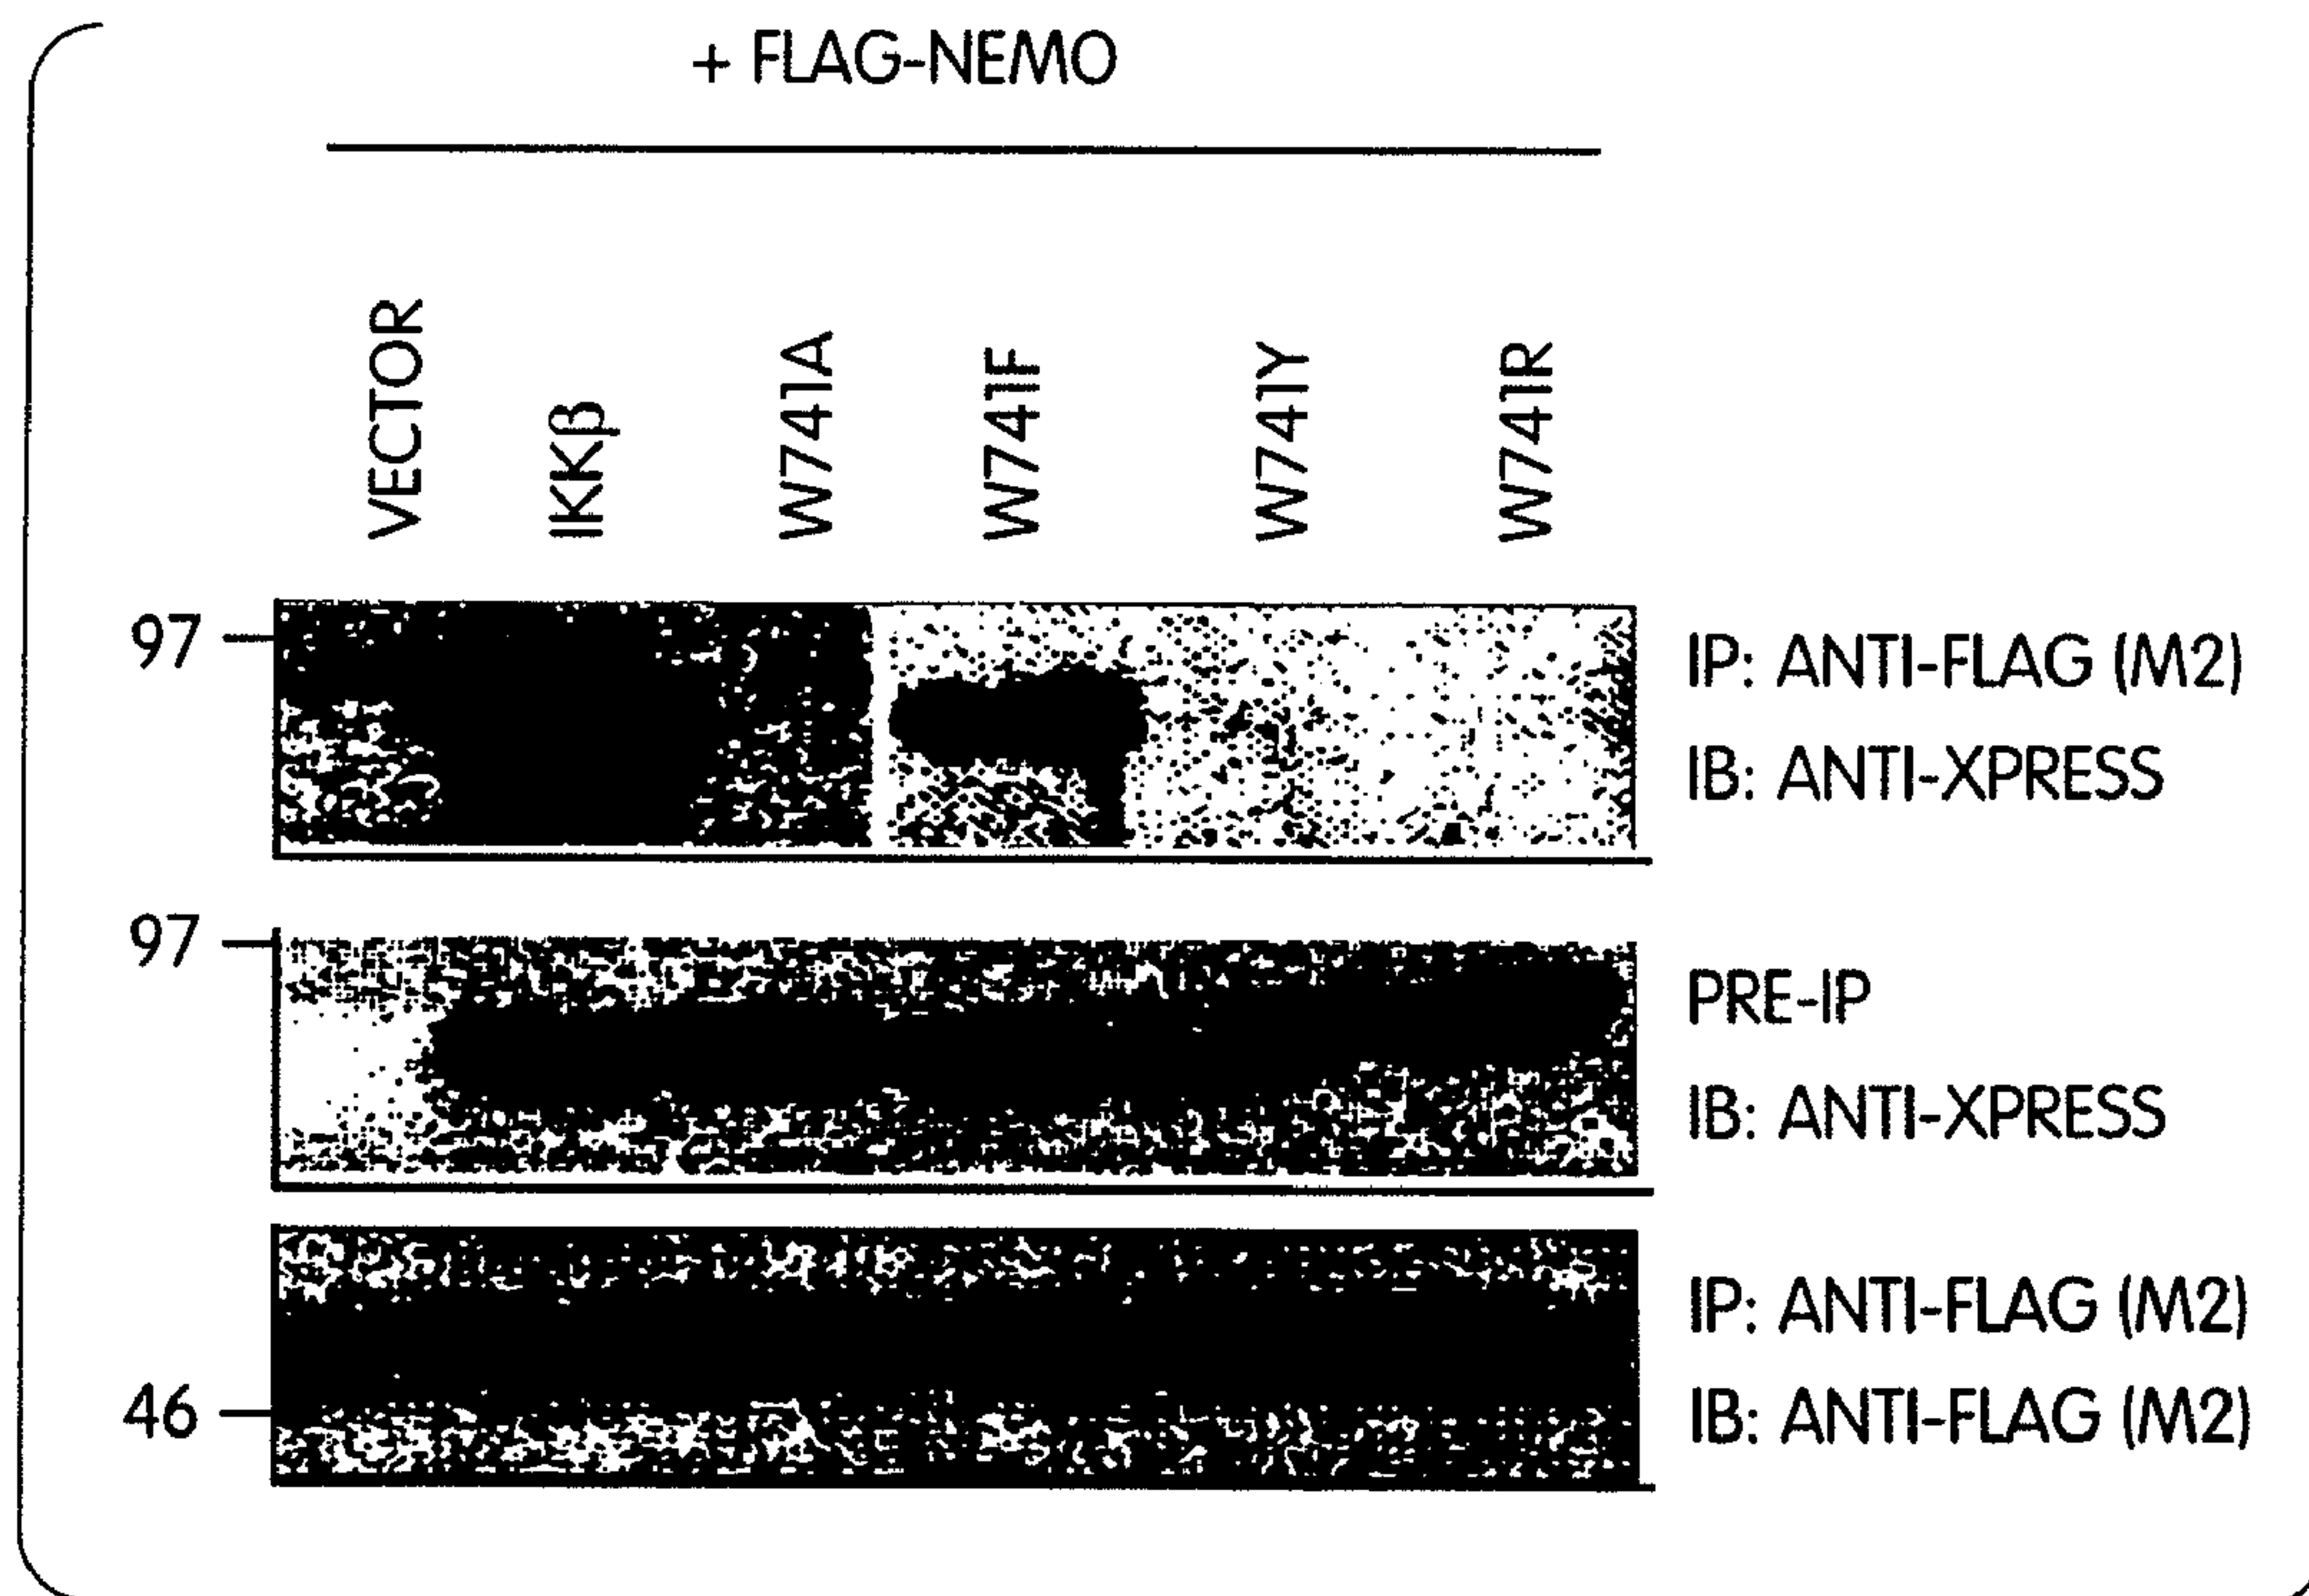 + FLAG-NEMO
VECTOR
IKKβ
W741A
W741F
W741Y
W741R
97
IP: ANTI-FLAG (M2)
IB: ANTI-XPRESS
97
PRE-IP
IB: ANTI-XPRESS
IP: ANTI-FLAG (M2)
46
IB: ANTI-FLAG (M2)